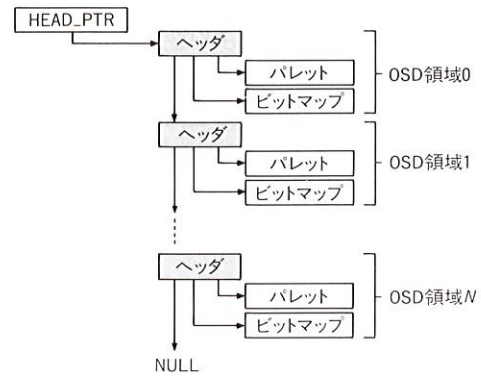 HEAD_PTR
ヘッダ
パレット
ビットマップ
OSD領域0
ヘッダ
パレット
ビットマップ
OSD領域1
ヘッダ
パレット
ビットマップ
OSD領域N
NULL